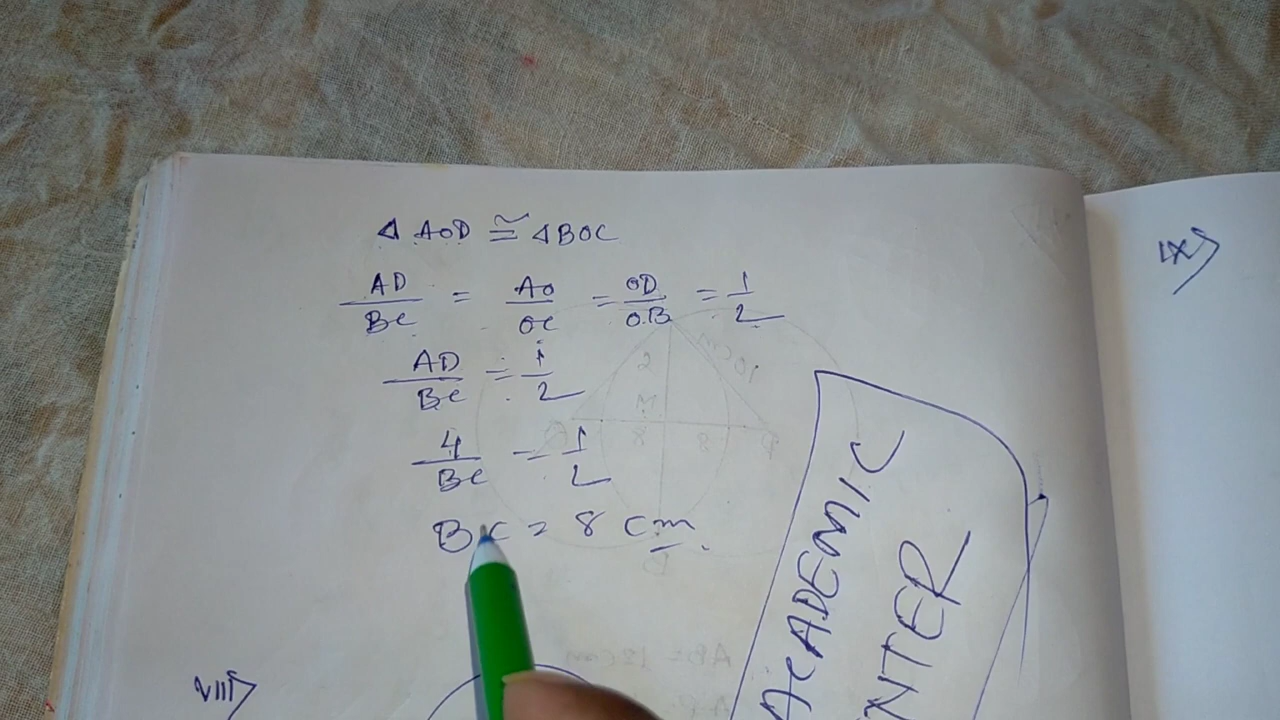 △ AOD ≅ △BOC
AD/BC = AO/OC = OD/OB = 1/2
AD/BC = 1/2
4/BC = 1/2
BC = 8 cm.
VIII>
ACADEMIC
NTER
IX>